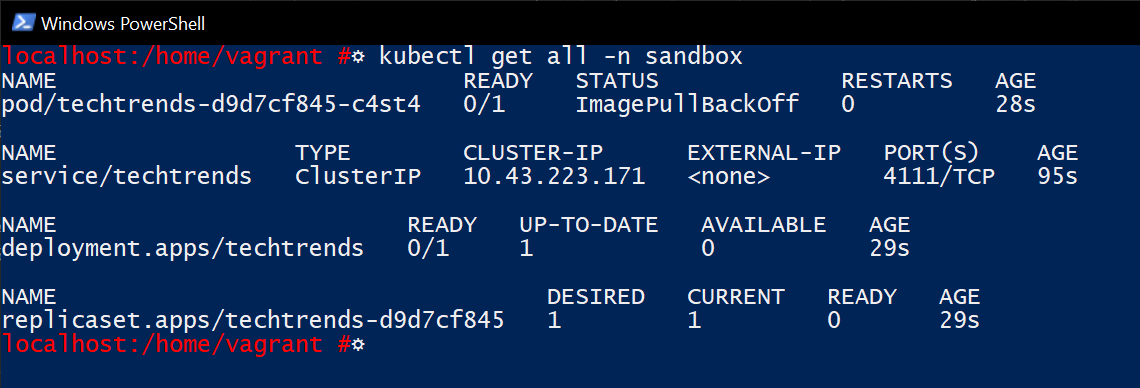 Windows PowerShell
localhost:/home/vagrant #⚙ kubectl get all -n sandbox
NAME READY STATUS RESTARTS AGE
pod/techtrends-d9d7cf845-c4st4 0/1 ImagePullBackOff 0 28s
NAME TYPE CLUSTER-IP EXTERNAL-IP PORT(S) AGE
service/techtrends ClusterIP 10.43.223.171 <none> 4111/TCP 95s
NAME READY UP-TO-DATE AVAILABLE AGE
deployment.apps/techtrends 0/1 1 0 29s
NAME DESIRED CURRENT READY AGE
replicaset.apps/techtrends-d9d7cf845 1 1 0 29s
localhost:/home/vagrant #⚙